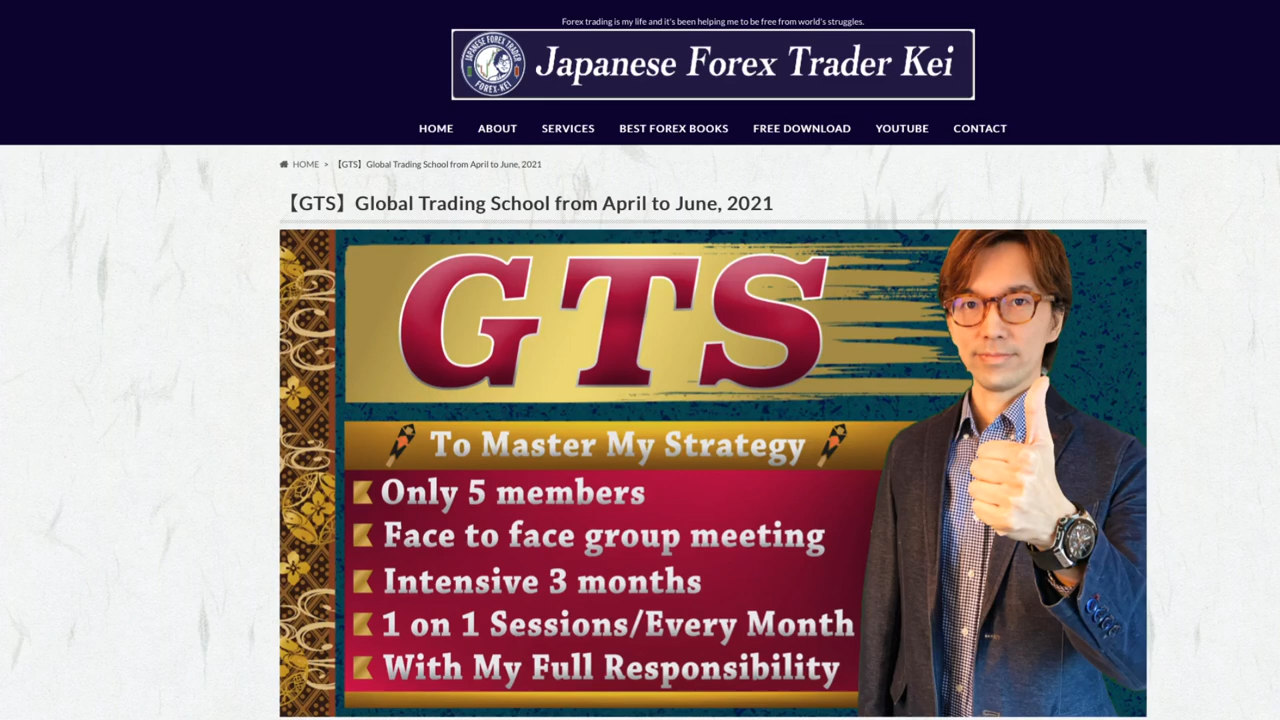 Forex trading is my life and it's been helping me to be free from world's struggles.
JAPANESE FOREX TRADER
FOREX-KEI
Japanese Forex Trader Kei
HOME ABOUT SERVICES BEST FOREX BOOKS FREE DOWNLOAD YOUTUBE CONTACT
HOME > 【GTS】Global Trading School from April to June, 2021
【GTS】Global Trading School from April to June, 2021
GTS
To Master My Strategy
Only 5 members
Face to face group meeting
Intensive 3 months
1 on 1 Sessions/Every Month
With My Full Responsibility